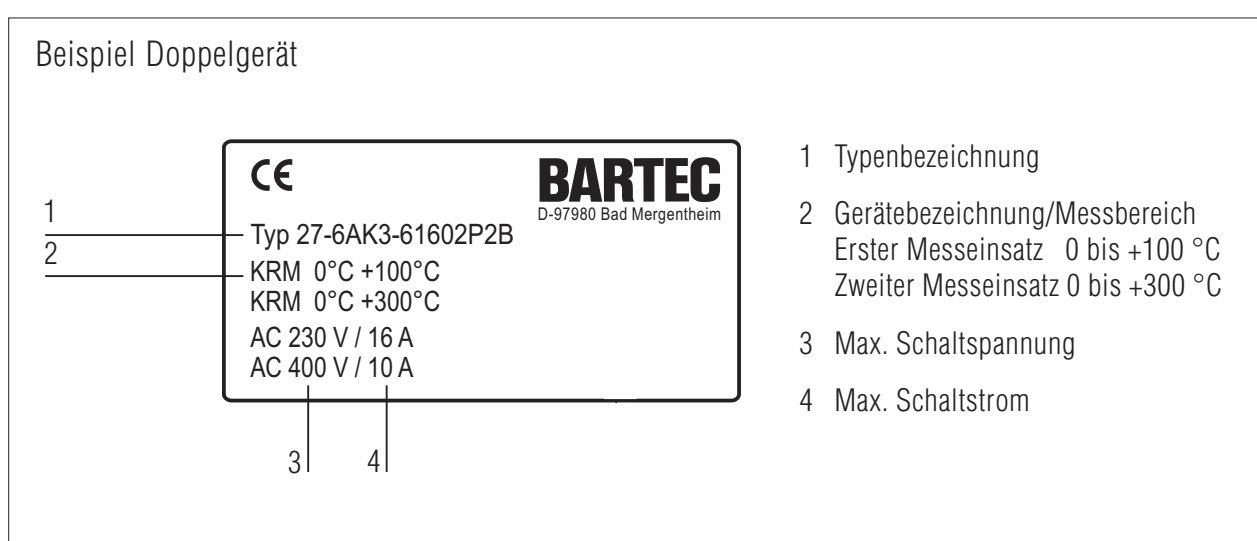 Beispiel Doppelgerät
CE
BARTEC
D-97980 Bad Mergentheim
1
Typ 27-6AK3-61602P2B
2
KRM 0°C +100°C
KRM 0°C +300°C
AC 230 V / 16 A
AC 400 V / 10 A
3 4
1 Typenbezeichnung
2 Gerätebezeichnung/Messbereich
Erster Messeinsatz 0 bis +100 °C
Zweiter Messeinsatz 0 bis +300 °C
3 Max. Schaltspannung
4 Max. Schaltstrom